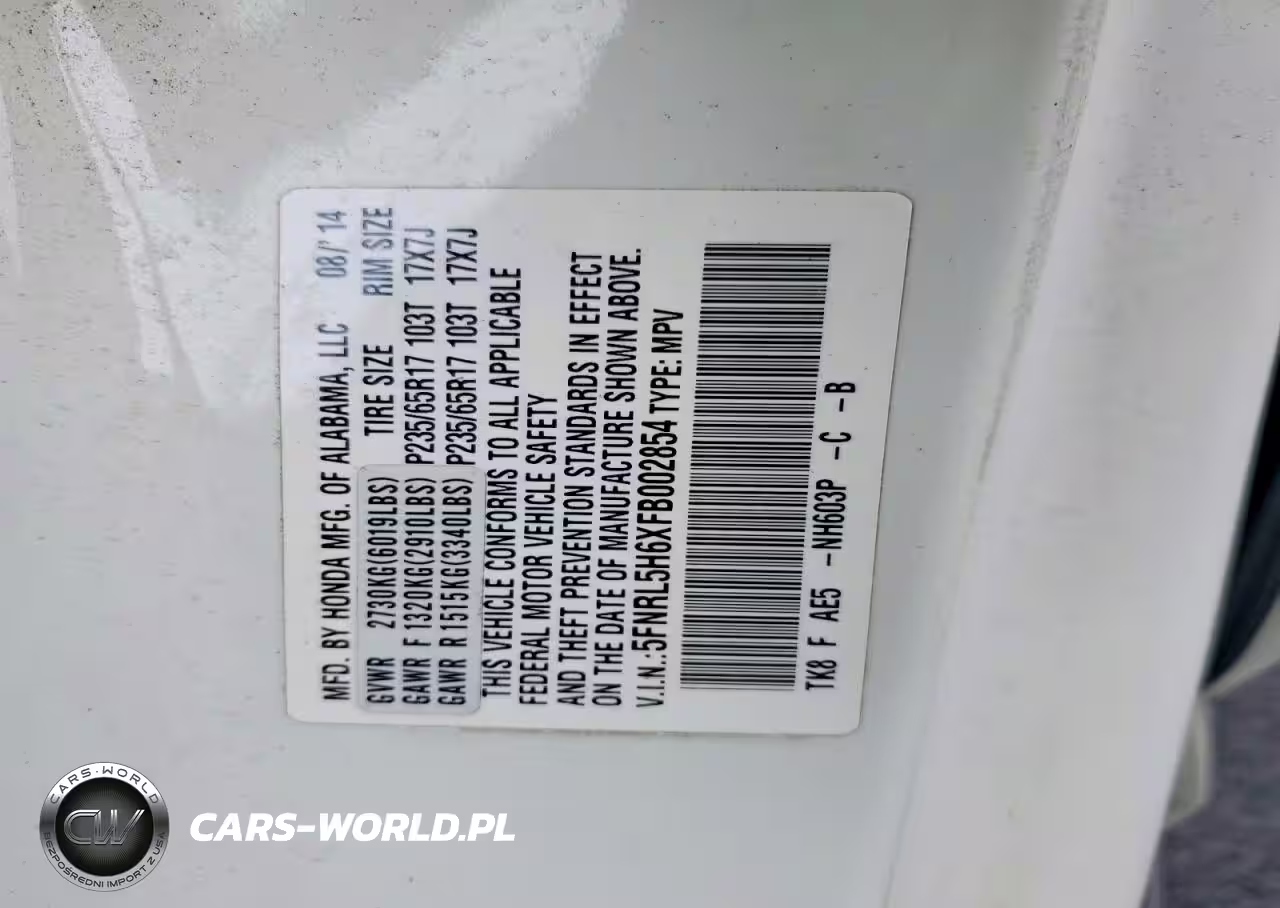 MFD. BY HONDA MFG. OF ALABAMA, LLC 08/'14
GVWR 2730KG(6019LBS) TIRE SIZE RIM SIZE
GAWR F 1320KG(2910LBS) P235/65R17 103T 17X7J
GAWR R 1515KG(3340LBS) P235/65R17 103T 17X7J
THIS VEHICLE CONFORMS TO ALL APPLICABLE
FEDERAL MOTOR VEHICLE SAFETY
AND THEFT PREVENTION STANDARDS IN EFFECT
ON THE DATE OF MANUFACTURE SHOWN ABOVE.
V.I.N.:5FNRL5H6XFB002854 TYPE: MPV
TK8 F AE5 -NH603P -C -B
CARS-WORLD
CW
BEZPOŚREDNI IMPORT Z USA
CARS-WORLD.PL